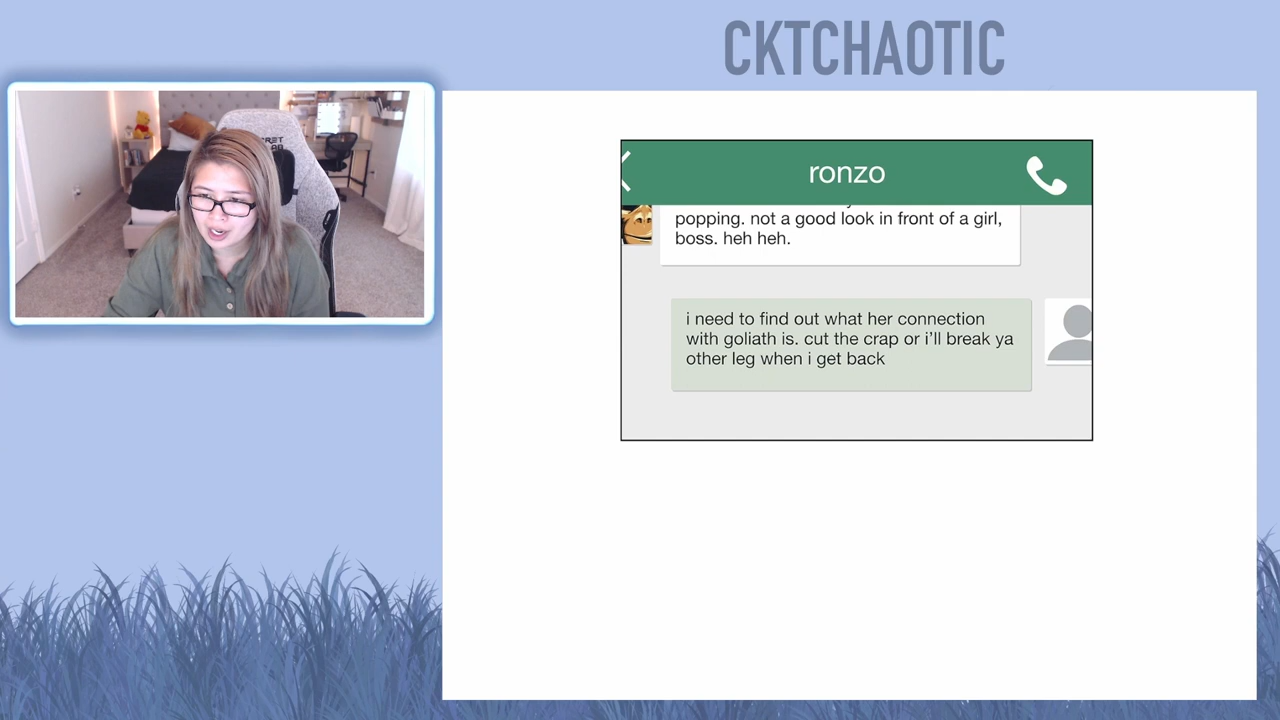 CKTCHAOTIC
ronzo
popping. not a good look in front of a girl,
boss. heh heh.
i need to find out what her connection
with goliath is. cut the crap or i'll break ya
other leg when i get back